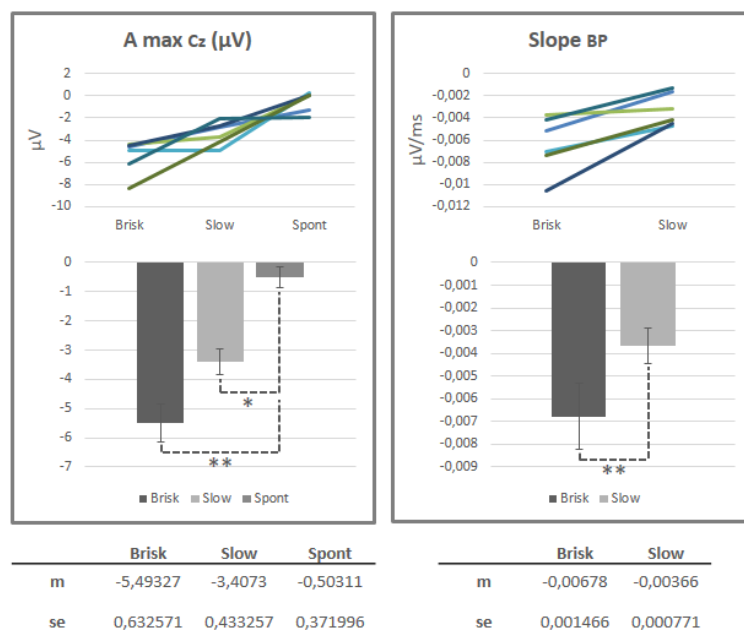 A max Cz (μV)
2
0
-2
-4
-6
-8
-10
μV
Brisk Slow Spont
0
-1
-2
-3
-4
-5
-6
-7
*
**
Brisk Slow Spont
Slope BP
0
-0,002
-0,004
-0,006
-0,008
-0,01
-0,012
μV/ms
Brisk Slow
0
-0,001
-0,002
-0,003
-0,004
-0,005
-0,006
-0,007
-0,008
-0,009
**
Brisk Slow
Brisk Slow Spont
m -5,49327 -3,4073 -0,50311
se 0,632571 0,433257 0,371996
Brisk Slow
m -0,00678 -0,00366
se 0,001466 0,000771